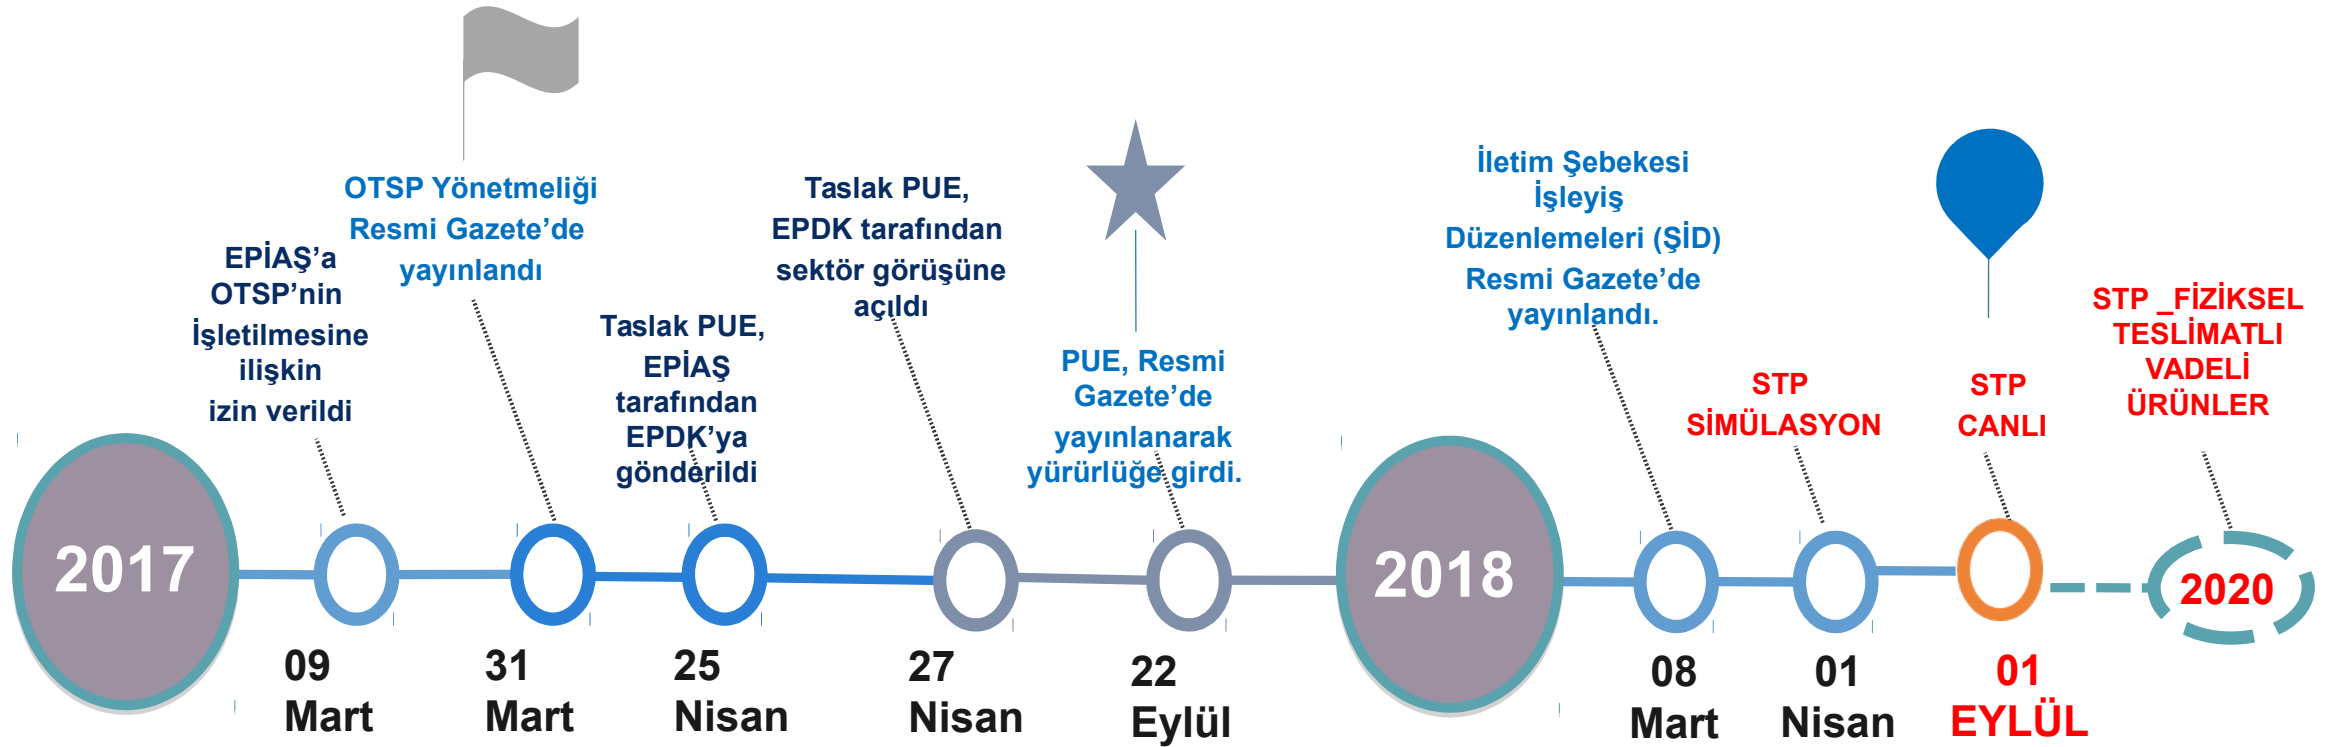 2017
EPİAŞ’a
OTSP’nin
İşletilmesine
ilişkin
izin verildi
09
Mart
OTSP Yönetmeliği
Resmi Gazete’de
yayınlandı
31
Mart
Taslak PUE,
EPİAŞ
tarafından
EPDK’ya
gönderildi
25
Nisan
Taslak PUE,
EPDK tarafından
sektör görüşüne
açıldı
27
Nisan
PUE, Resmi
Gazete’de
yayınlanarak
yürürlüğe girdi.
22
Eylül
2018
İletim Şebekesi
İşleyiş
Düzenlemeleri (ŞİD)
Resmi Gazete’de
yayınlandı.
08
Mart
STP
SİMÜLASYON
01
Nisan
STP
CANLI
01
EYLÜL
STP _FİZİKSEL
TESLİMATLI
VADELİ
ÜRÜNLER
2020